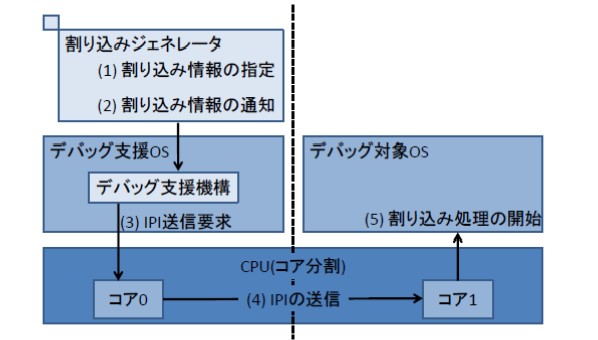 割り込みジェネレータ
(1) 割り込み情報の指定
(2) 割り込み情報の通知
デバッグ支援OS
デバッグ対象OS
デバッグ支援機構
(3) IPI送信要求
(5) 割り込み処理の開始
CPU(コア分割)
コア0
(4) IPIの送信
コア1